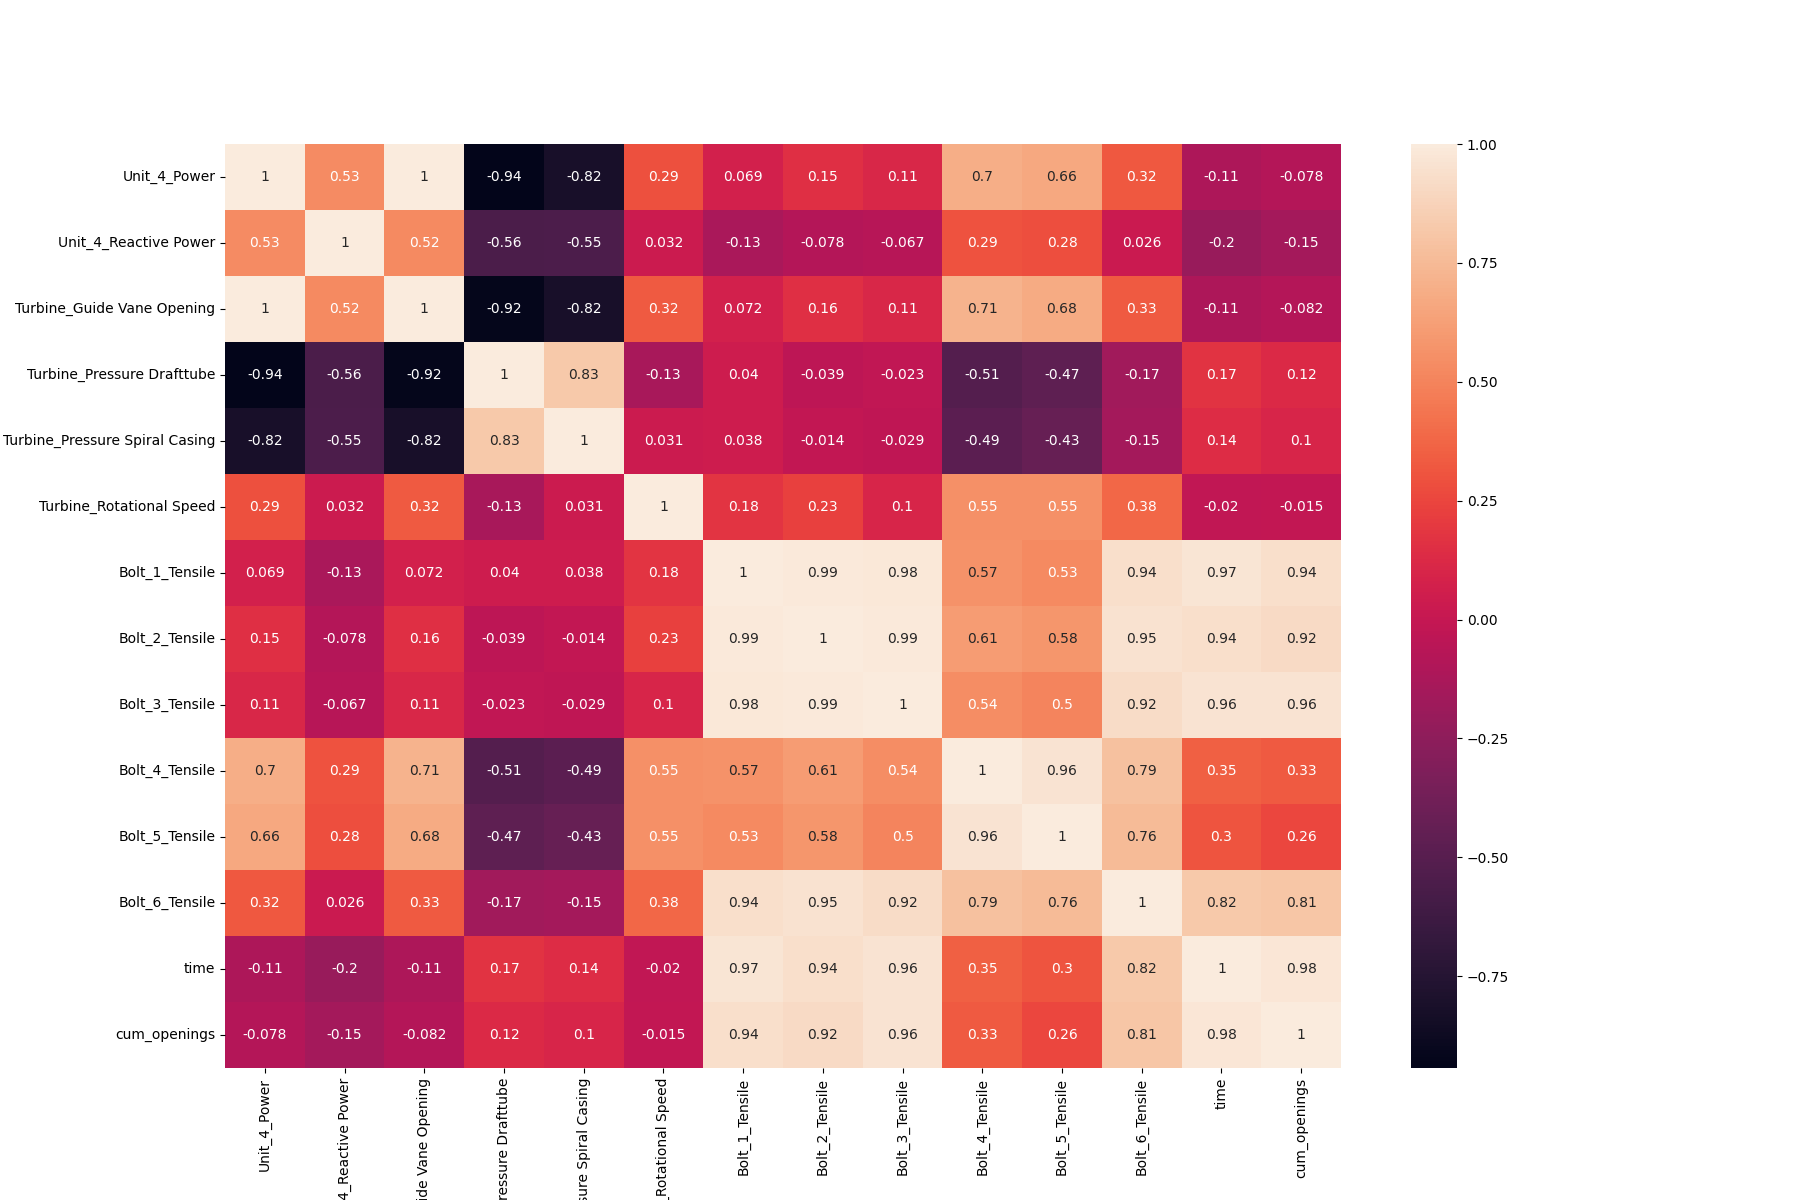 Unit_4_Power 1 0.53 1 -0.94 -0.82 0.29 0.069 0.15 0.11 0.7 0.66 0.32 -0.11 -0.078
Unit_4_Reactive Power 0.53 1 0.52 -0.56 -0.55 0.032 -0.13 -0.078 -0.067 0.29 0.28 0.026 -0.2 -0.15
Turbine_Guide Vane Opening 1 0.52 1 -0.92 -0.82 0.32 0.072 0.16 0.11 0.71 0.68 0.33 -0.11 -0.082
Turbine_Pressure Drafttube -0.94 -0.56 -0.92 1 0.83 -0.13 0.04 -0.039 -0.023 -0.51 -0.47 -0.17 0.17 0.12
Turbine_Pressure Spiral Casing -0.82 -0.55 -0.82 0.83 1 0.031 0.038 -0.014 -0.029 -0.49 -0.43 -0.15 0.14 0.1
Turbine_Rotational Speed 0.29 0.032 0.32 -0.13 0.031 1 0.18 0.23 0.1 0.55 0.55 0.38 -0.02 -0.015
Bolt_1_Tensile 0.069 -0.13 0.072 0.04 0.038 0.18 1 0.99 0.98 0.57 0.53 0.94 0.97 0.94
Bolt_2_Tensile 0.15 -0.078 0.16 -0.039 -0.014 0.23 0.99 1 0.99 0.61 0.58 0.95 0.94 0.92
Bolt_3_Tensile 0.11 -0.067 0.11 -0.023 -0.029 0.1 0.98 0.99 1 0.54 0.5 0.92 0.96 0.96
Bolt_4_Tensile 0.7 0.29 0.71 -0.51 -0.49 0.55 0.57 0.61 0.54 1 0.96 0.79 0.35 0.33
Bolt_5_Tensile 0.66 0.28 0.68 -0.47 -0.43 0.55 0.53 0.58 0.5 0.96 1 0.76 0.3 0.26
Bolt_6_Tensile 0.32 0.026 0.33 -0.17 -0.15 0.38 0.94 0.95 0.92 0.79 0.76 1 0.82 0.81
time -0.11 -0.2 -0.11 0.17 0.14 -0.02 0.97 0.94 0.96 0.35 0.3 0.82 1 0.98
cum_openings -0.078 -0.15 -0.082 0.12 0.1 -0.015 0.94 0.92 0.96 0.33 0.26 0.81 0.98 1
Unit_4_Power
4_Reactive Power
ide Vane Opening
ressure Drafttube
sure Spiral Casing
_Rotational Speed
Bolt_1_Tensile
Bolt_2_Tensile
Bolt_3_Tensile
Bolt_4_Tensile
Bolt_5_Tensile
Bolt_6_Tensile
time
cum_openings
1.00
0.75
0.50
0.25
0.00
−0.25
−0.50
−0.75